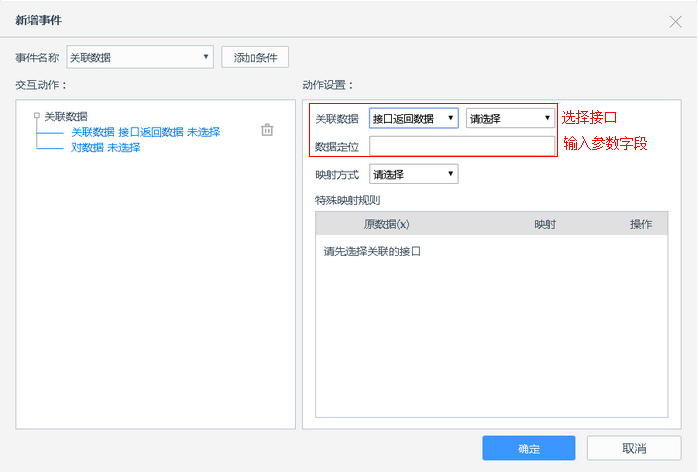 新增事件
事件名称 关联数据 添加条件
交互动作：
关联数据
关联数据 接口返回数据 未选择
对数据 未选择
动作设置：
关联数据 接口返回数据 请选择 选择接口
数据定位 输入参数字段
映射方式 请选择
特殊映射规则
原数据(x) 映射 操作
请先选择关联的接口
确定 取消